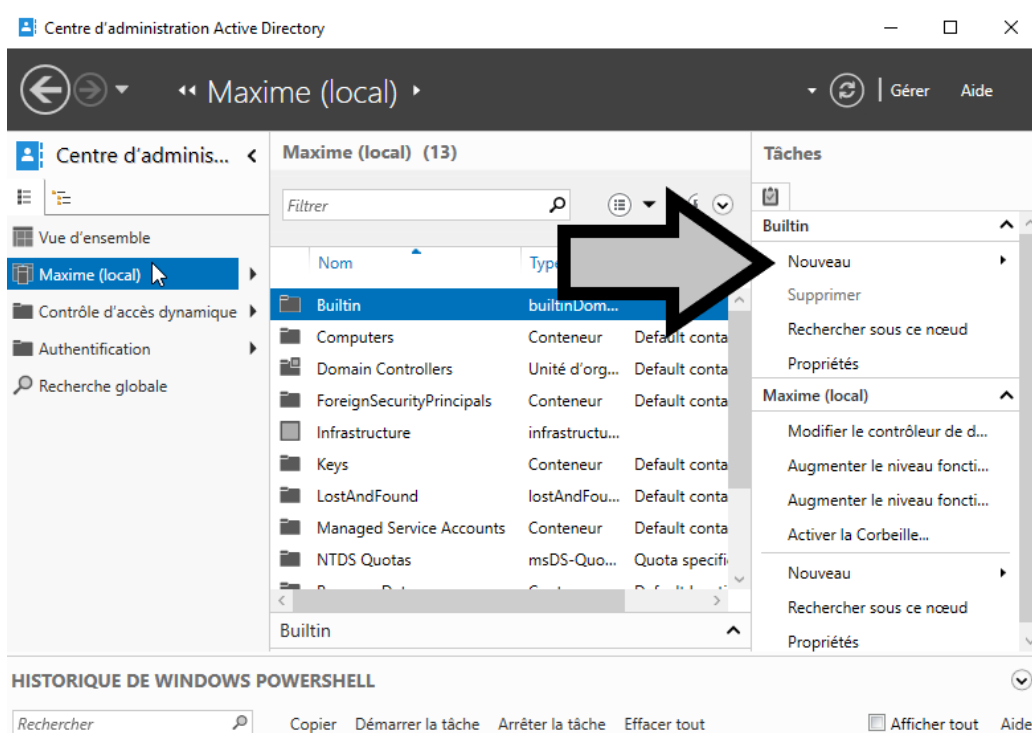 Centre d'administration Active Directory
Maxime (local)
Gérer Aide
Centre d'adminis...
Vue d'ensemble
Maxime (local)
Contrôle d'accès dynamique
Authentification
Recherche globale
Maxime (local) (13)
Filtrer
Nom Type
Builtin builtinDom...
Computers Conteneur Default conta
Domain Controllers Unité d'org... Default conta
ForeignSecurityPrincipals Conteneur Default conta
Infrastructure infrastructu...
Keys Conteneur Default conta
LostAndFound lostAndFou... Default conta
Managed Service Accounts Conteneur Default conta
NTDS Quotas msDS-Quo... Quota specifi
Builtin
Tâches
Builtin
Nouveau
Supprimer
Rechercher sous ce nœud
Propriétés
Maxime (local)
Modifier le contrôleur de d...
Augmenter le niveau foncti...
Augmenter le niveau foncti...
Activer la Corbeille...
Nouveau
Rechercher sous ce nœud
Propriétés
HISTORIQUE DE WINDOWS POWERSHELL
Rechercher Copier Démarrer la tâche Arrêter la tâche Effacer tout Afficher tout Aide